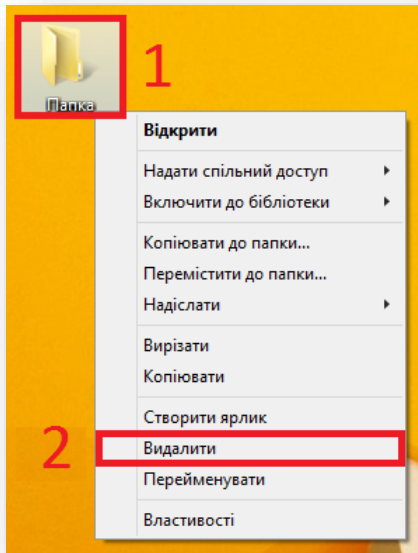 1
Папка
Відкрити
Надати спільний доступ
Включити до бібліотеки
Копіювати до папки...
Перемістити до папки...
Надіслати
Вирізати
Копіювати
Створити ярлик
2
Видалити
Перейменувати
Властивості